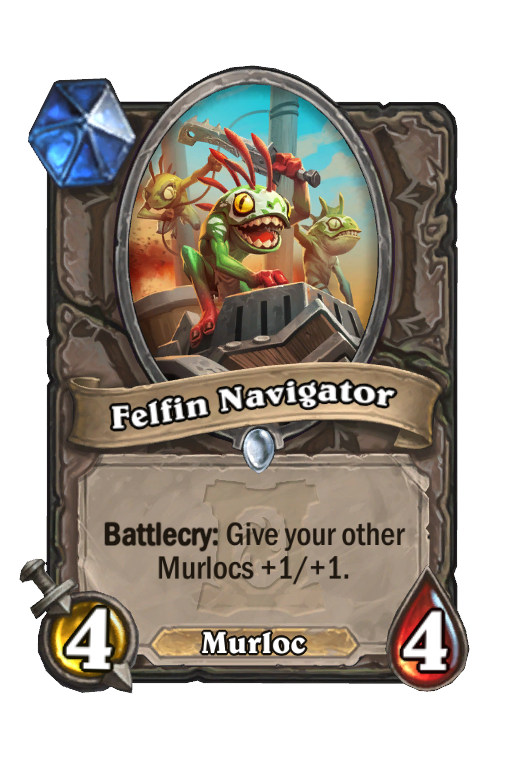 Felfin Navigator
Battlecry: Give your other
Murlocs +1/+1.
4
Murloc
4